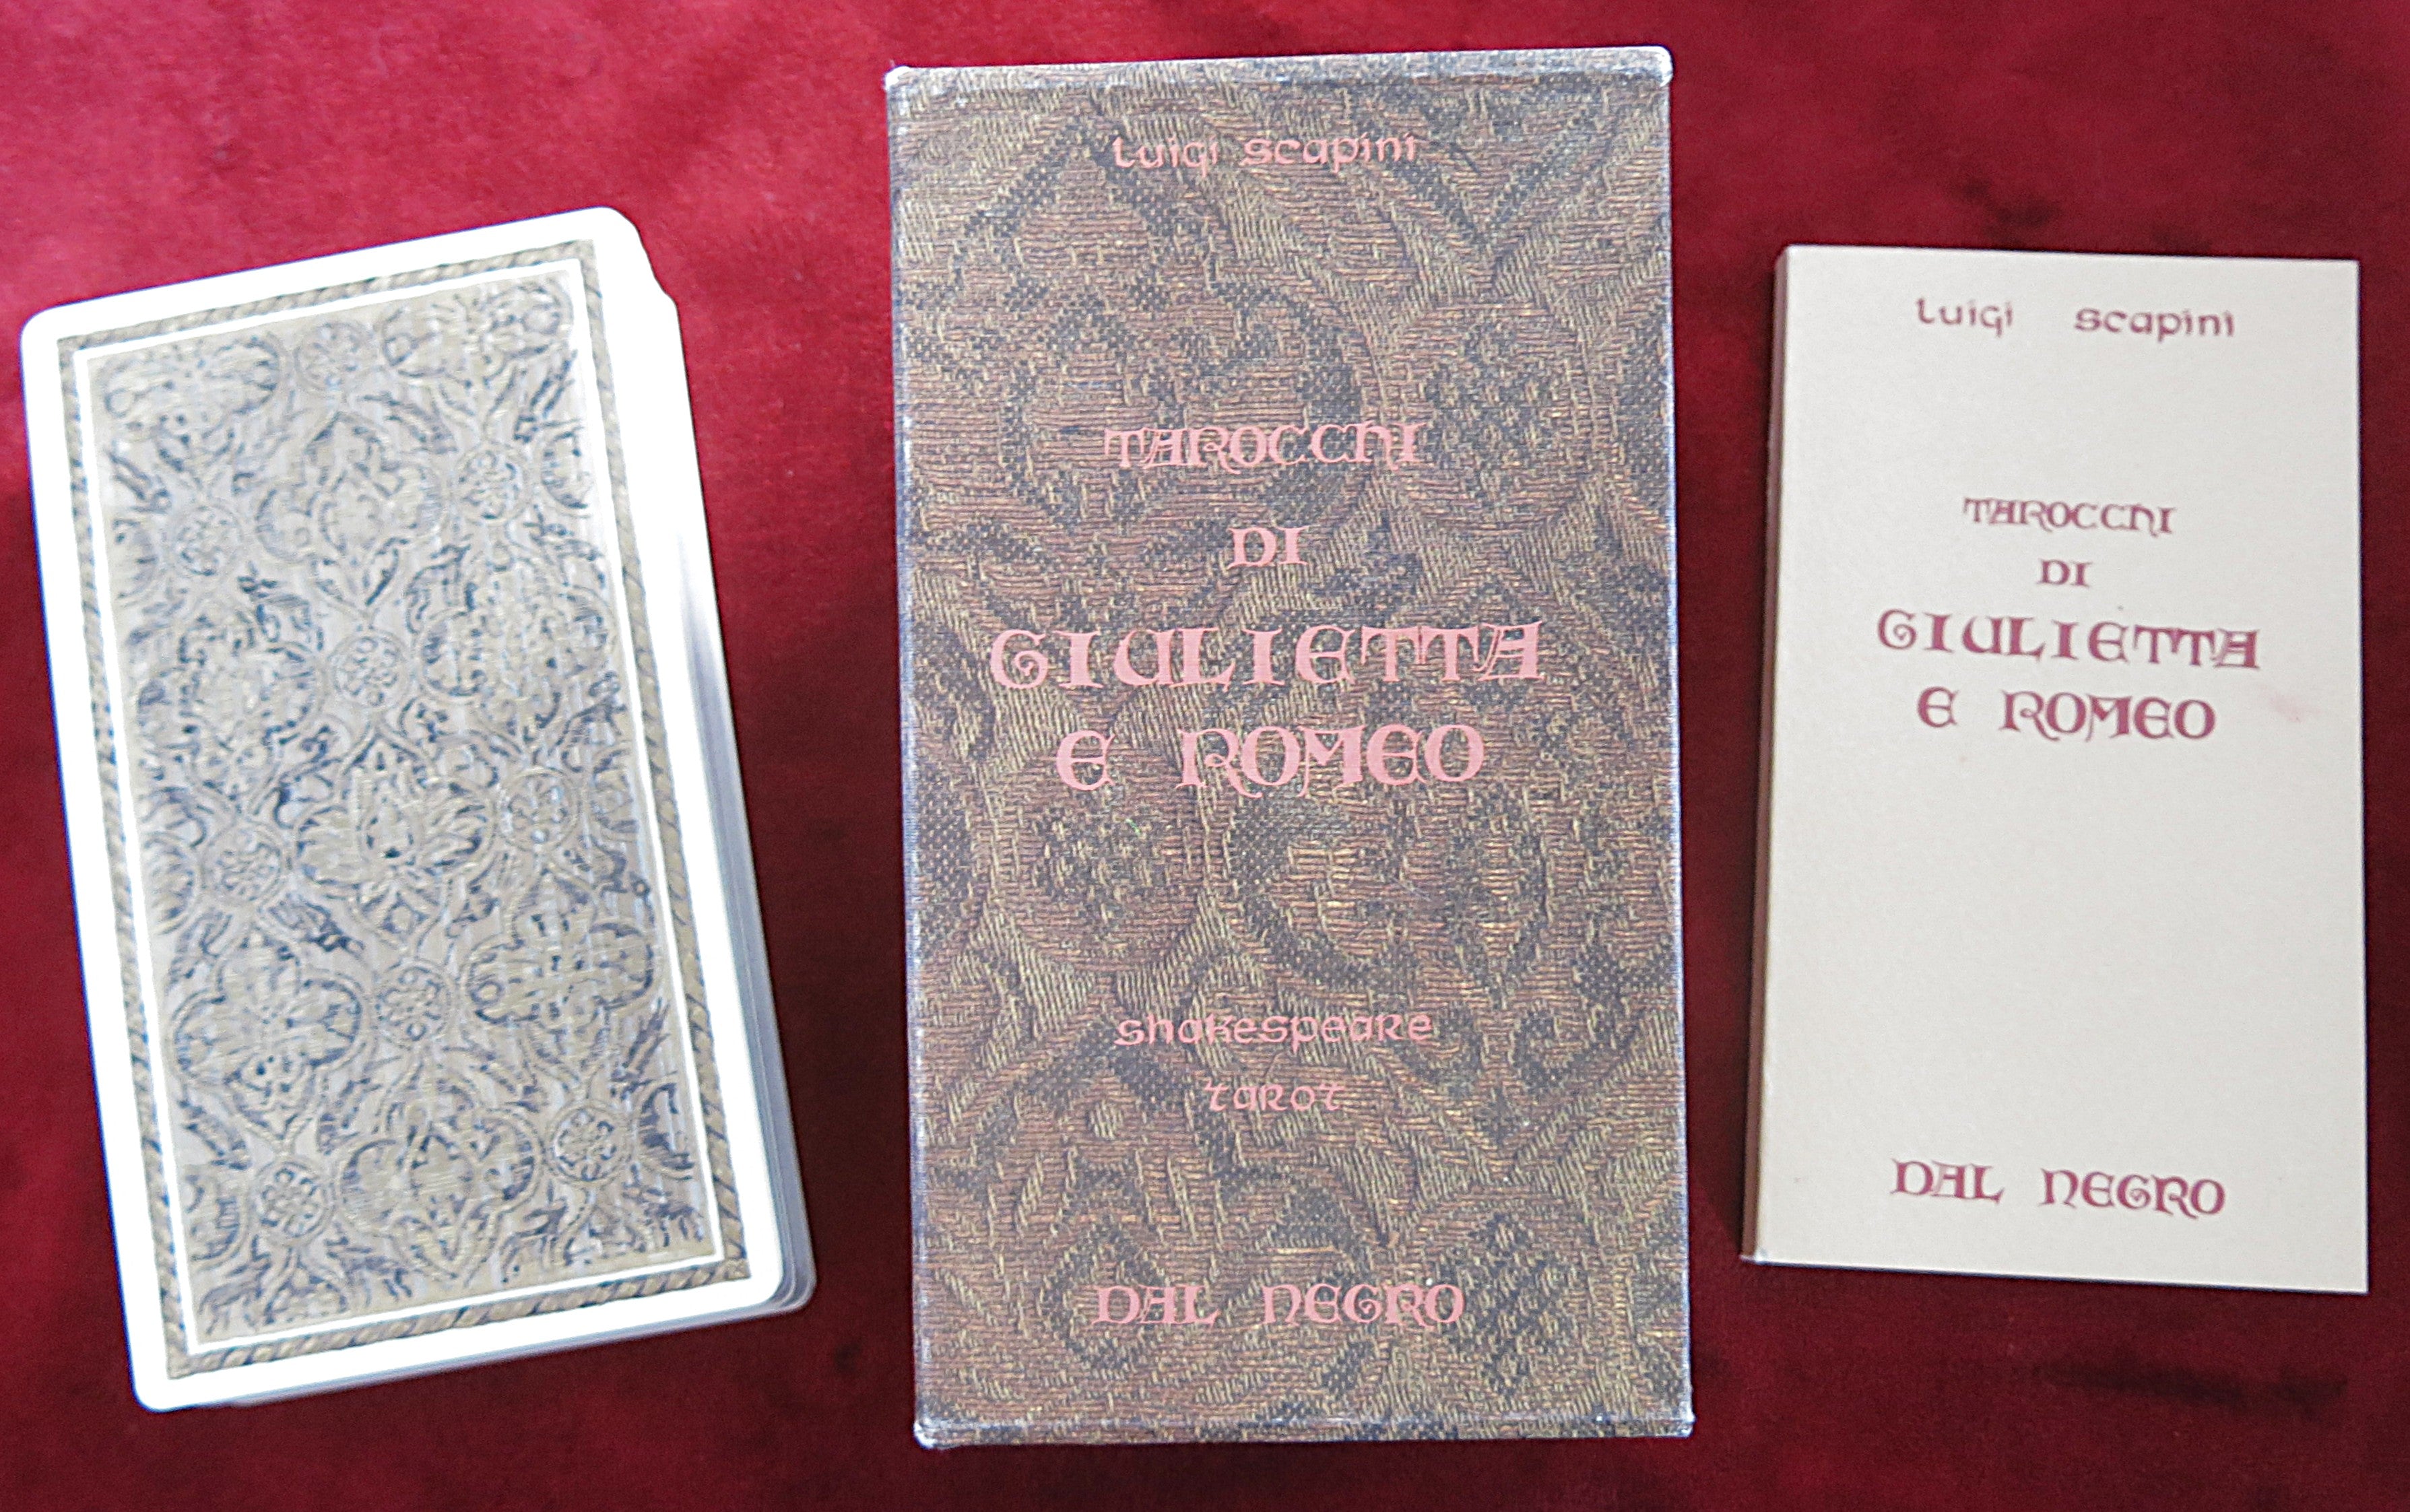 Luigi Scapini
TAROCCHI
DI
GIULIETTA
E ROMEO
Shakespeare
Tarot
DAL NEGRO
Luigi Scapini
TAROCCHI
DI
GIULIETTA
E ROMEO
DAL NEGRO